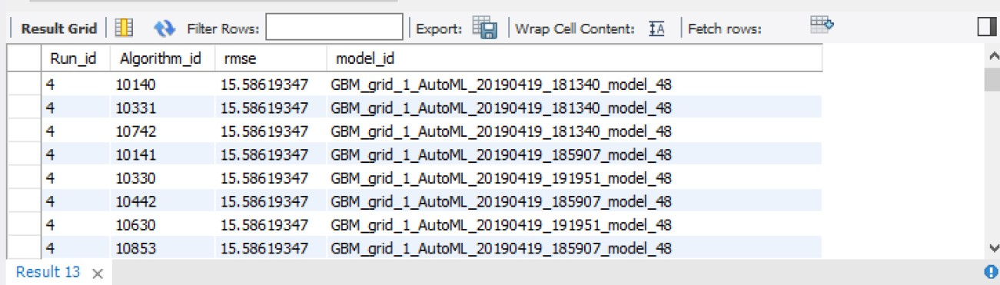 Result Grid Filter Rows: Export: Wrap Cell Content: Fetch rows:
Run_id Algorithm_id rmse model_id
4 10140 15.58619347 GBM_grid_1_AutoML_20190419_181340_model_48
4 10331 15.58619347 GBM_grid_1_AutoML_20190419_181340_model_48
4 10742 15.58619347 GBM_grid_1_AutoML_20190419_181340_model_48
4 10141 15.58619347 GBM_grid_1_AutoML_20190419_185907_model_48
4 10330 15.58619347 GBM_grid_1_AutoML_20190419_191951_model_48
4 10442 15.58619347 GBM_grid_1_AutoML_20190419_185907_model_48
4 10630 15.58619347 GBM_grid_1_AutoML_20190419_191951_model_48
4 10853 15.58619347 GBM_grid_1_AutoML_20190419_185907_model_48
Result 13